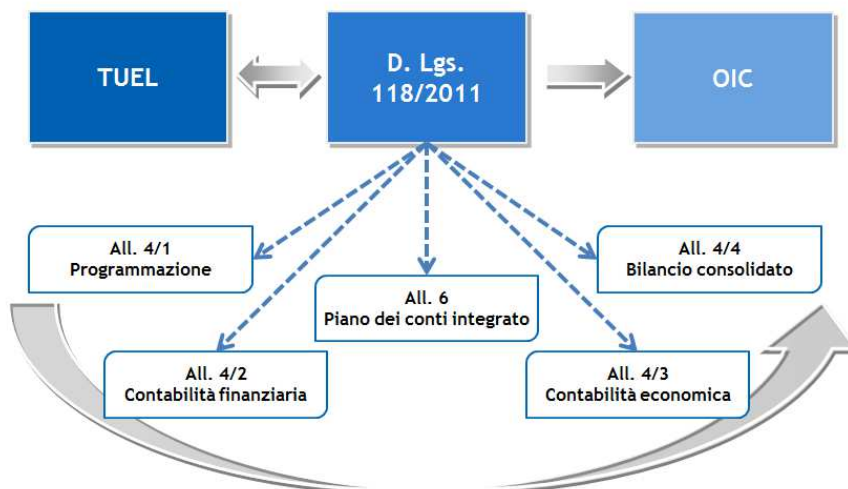 TUEL
D. Lgs.
118/2011
OIC
All. 4/1
Programmazione
All. 4/4
Bilancio consolidato
All. 6
Piano dei conti integrato
All. 4/2
Contabilità finanziaria
All. 4/3
Contabilità economica